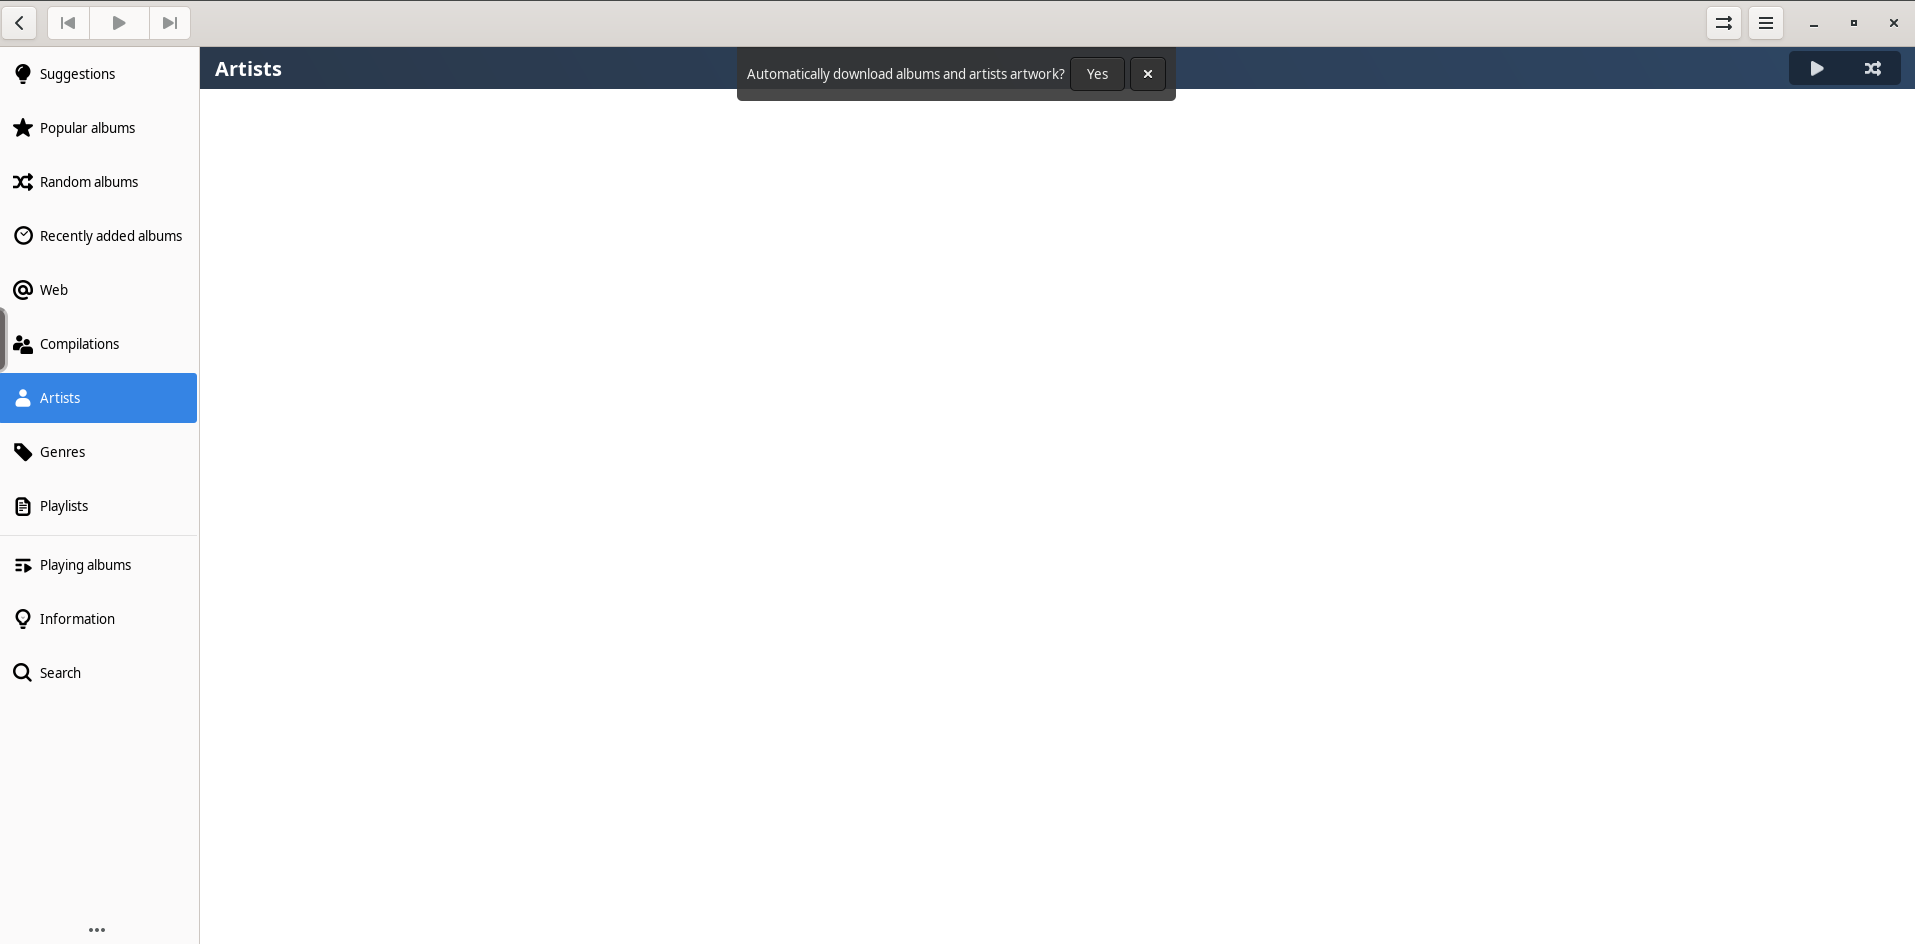 Artists
Automatically download albums and artists artwork?
Yes
Suggestions
Popular albums
Random albums
Recently added albums
Web
Compilations
Artists
Genres
Playlists
Playing albums
Information
Search